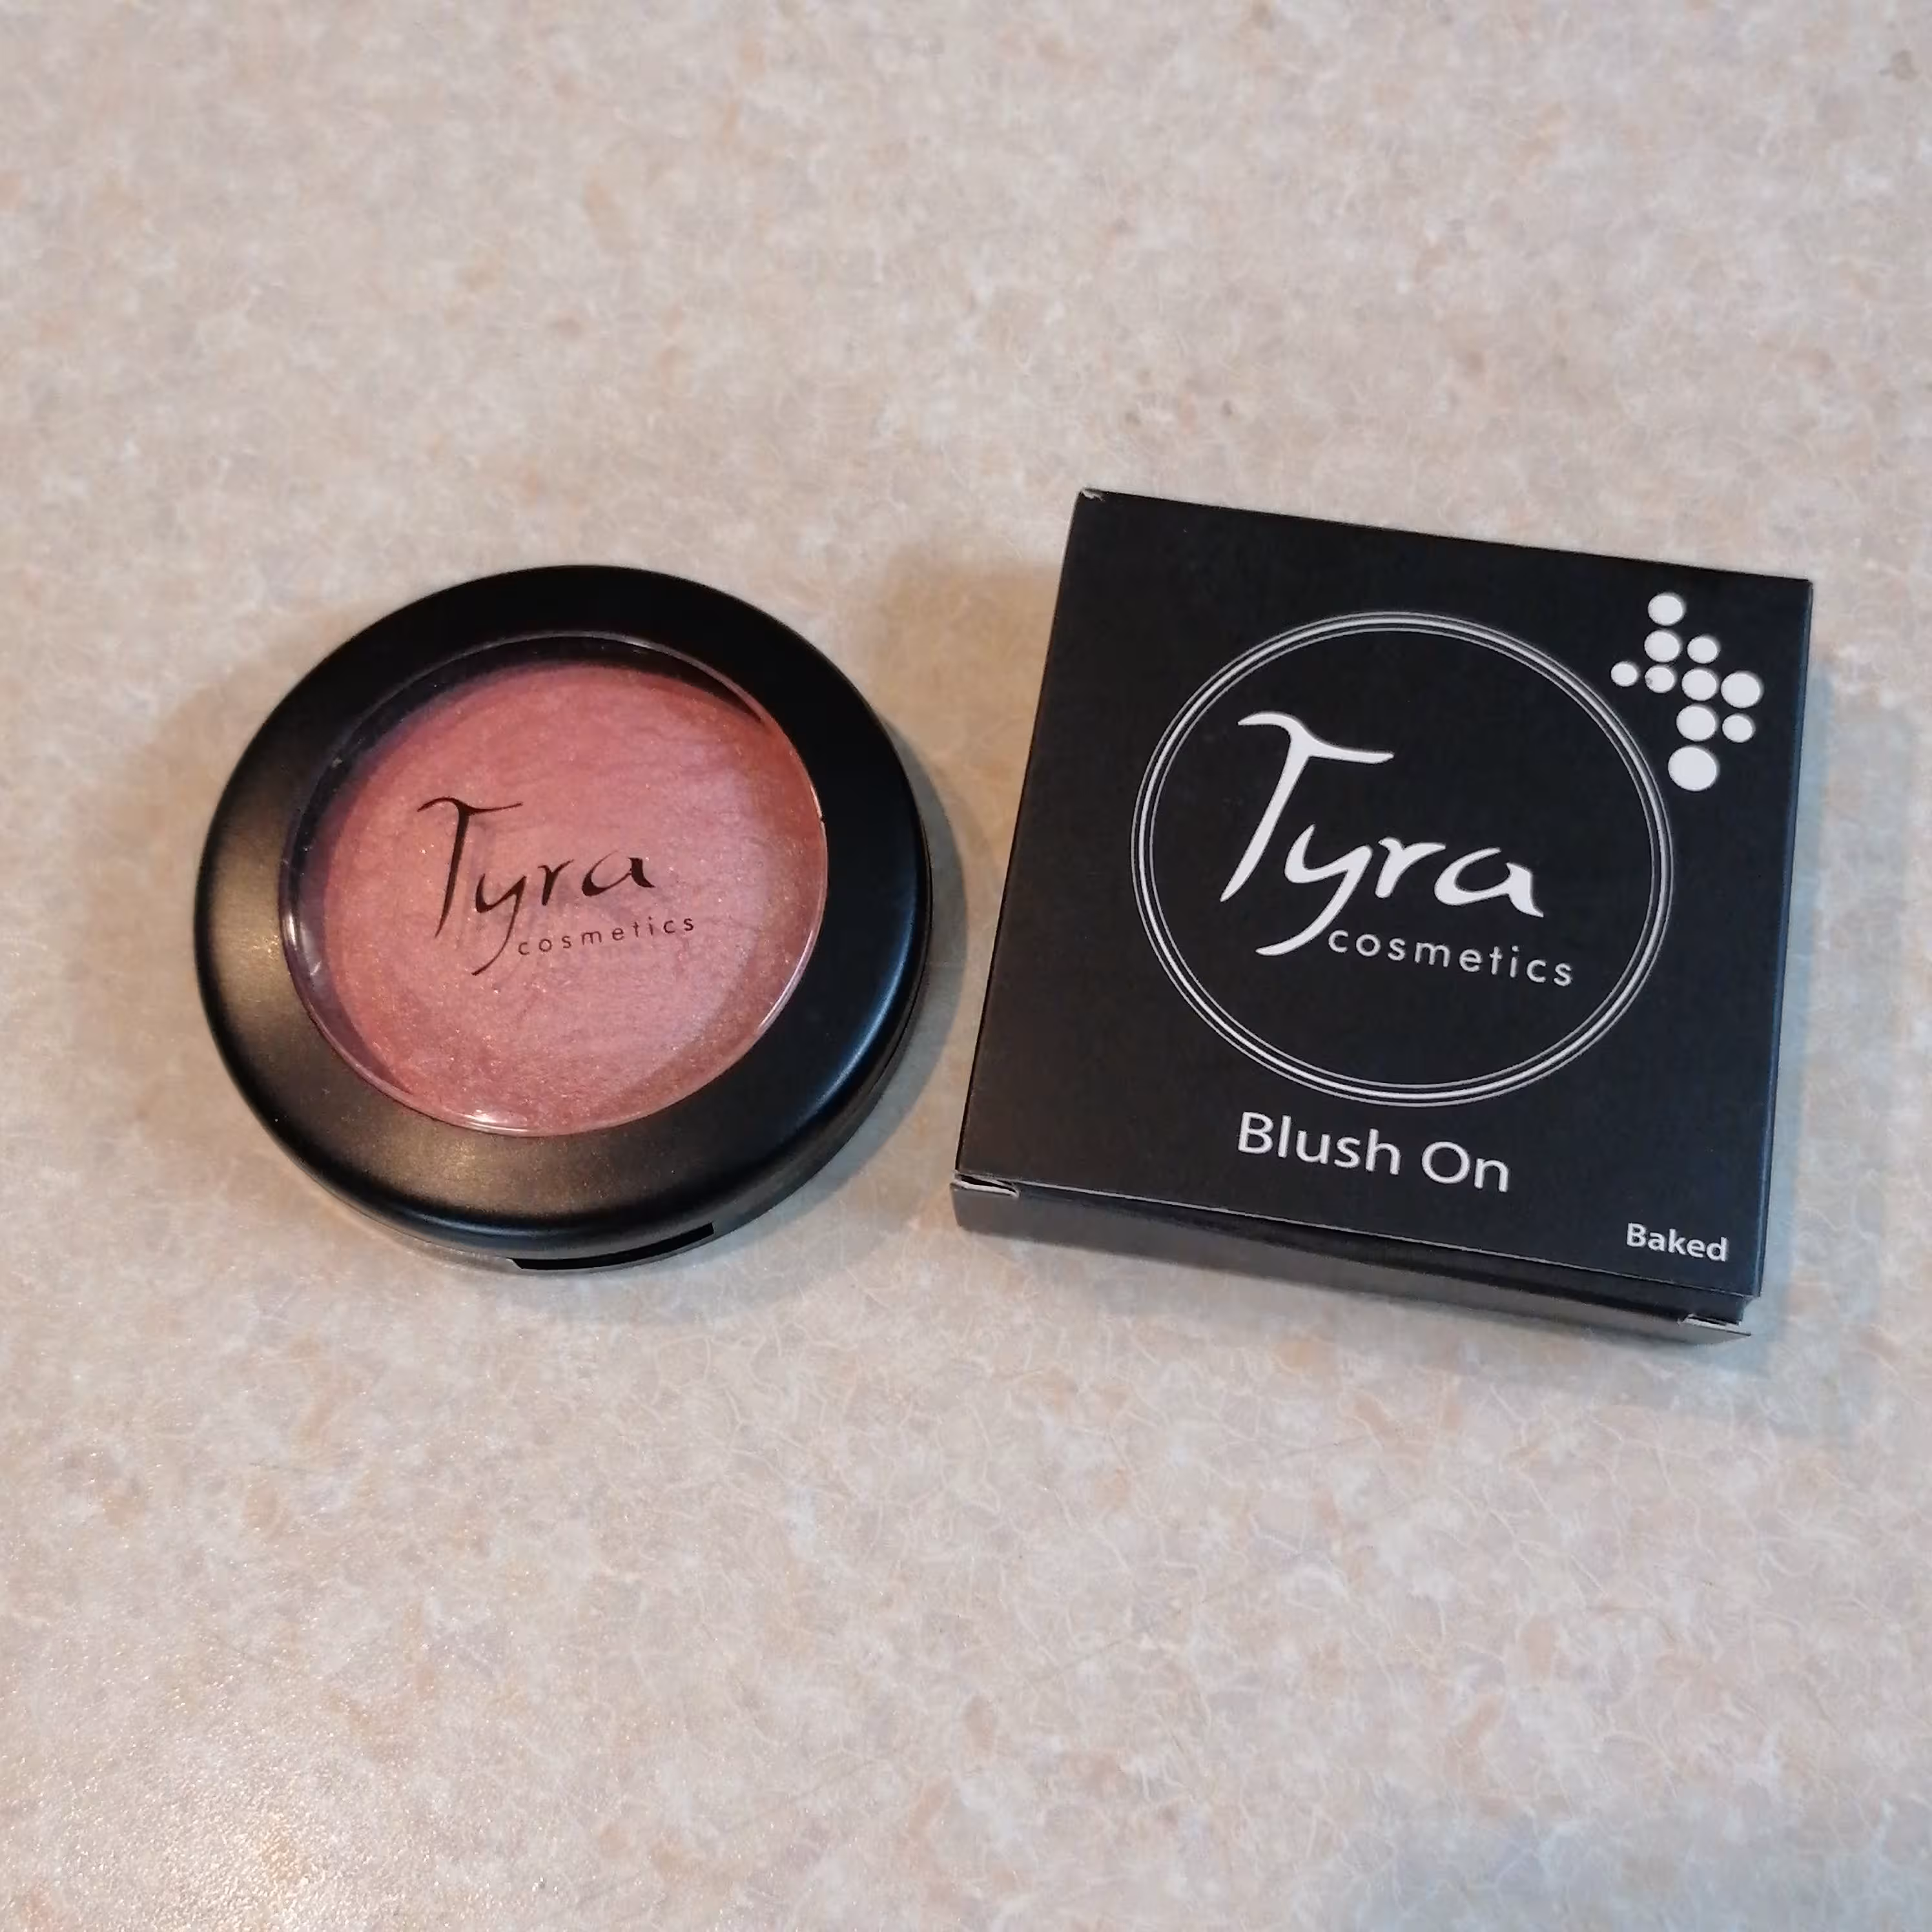 Tyra
cosmetics
Tyra
cosmetics
Blush On
Baked